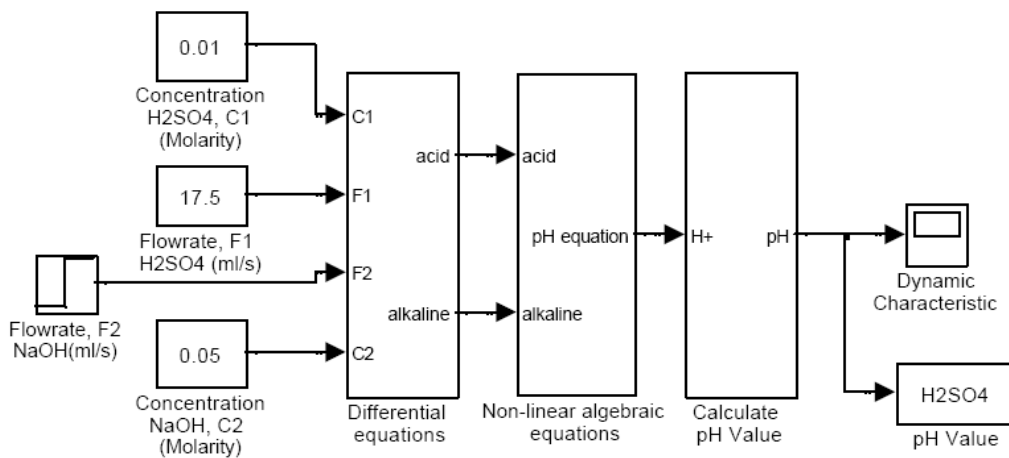 0.01
Concentration
H2SO4, C1
(Molarity)
17.5
Flowrate, F1
H2SO4 (ml/s)
Flowrate, F2
NaOH(ml/s)
0.05
Concentration
NaOH, C2
(Molarity)
C1
F1
F2
C2
acid
alkaline
Differential
equations
acid
alkaline
pH equation
Non-linear algebraic
equations
H+
pH
Calculate
pH Value
Dynamic
Characteristic
H2SO4
pH Value